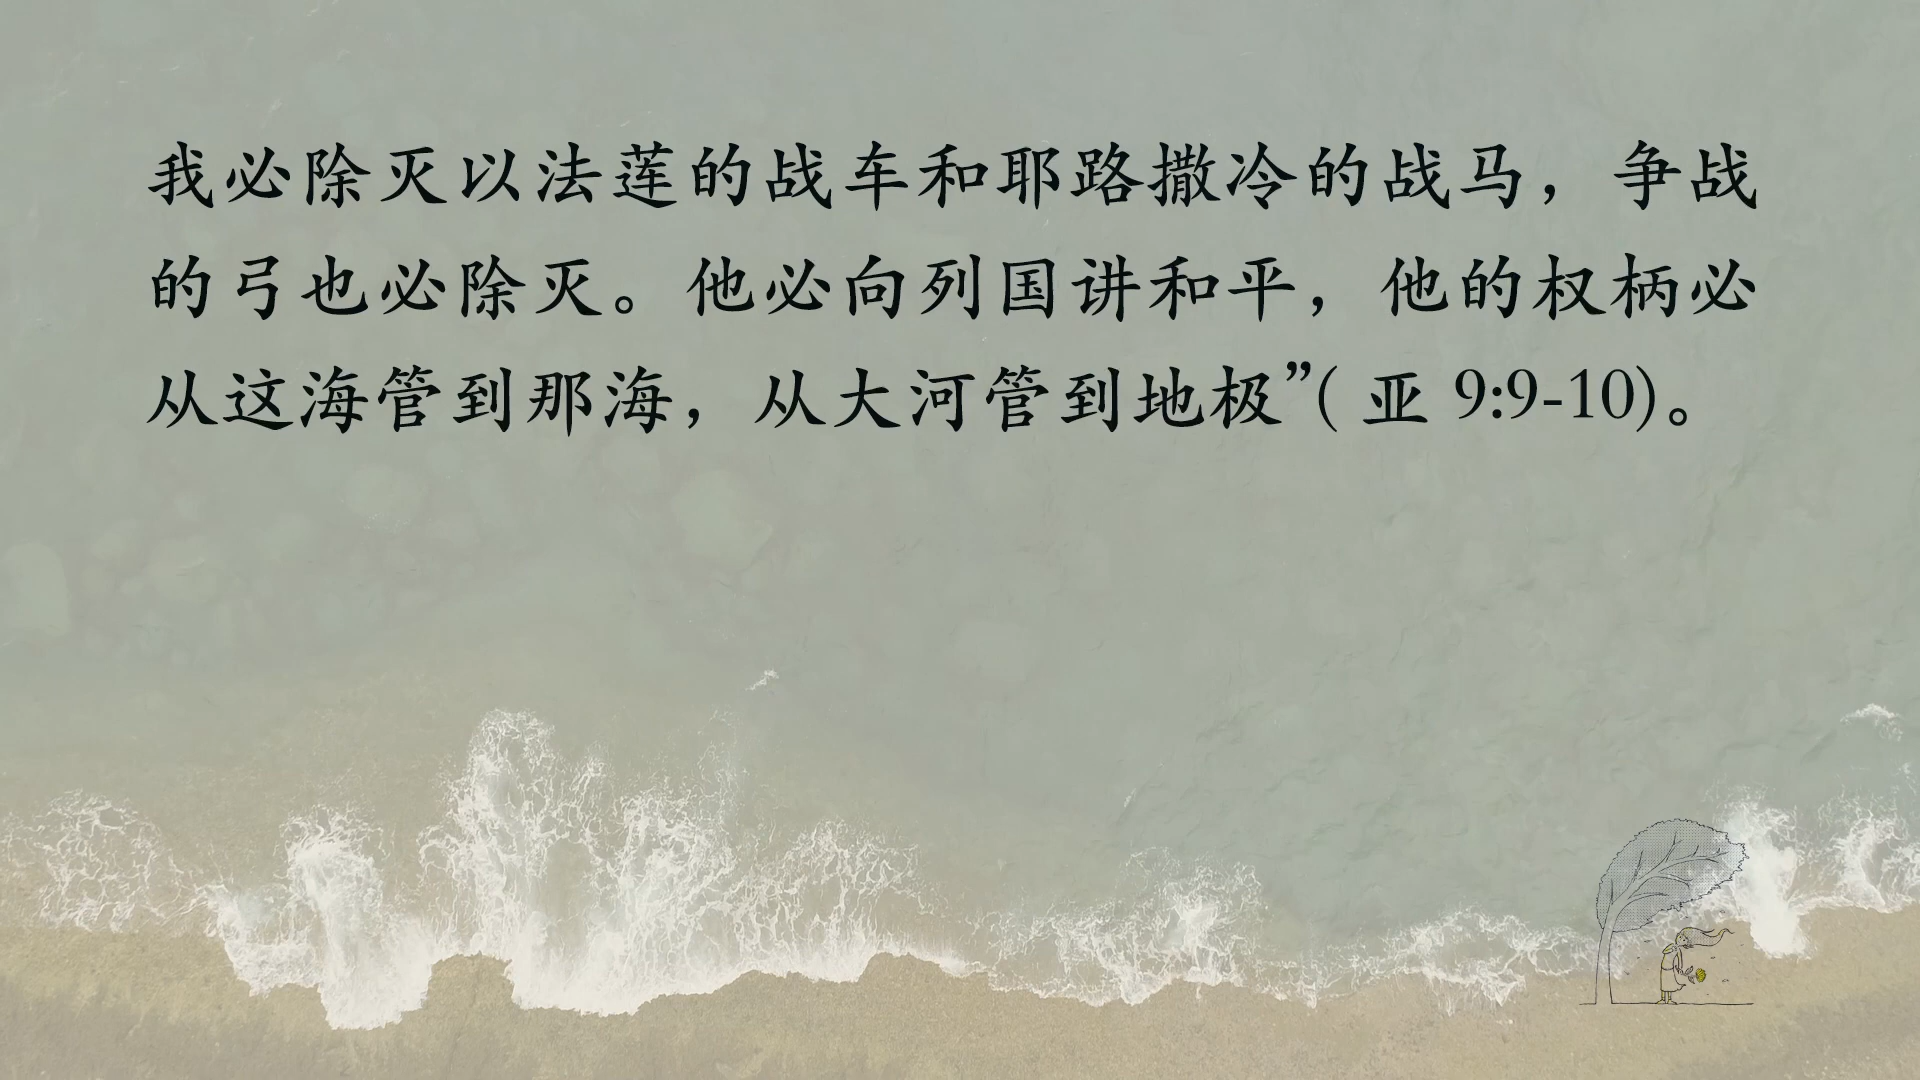 我必除灭以法莲的战车和耶路撒冷的战马，争战
的弓也必除灭。他必向列国讲和平，他的权柄必
从这海管到那海，从大河管到地极”( 亚 9:9-10)。